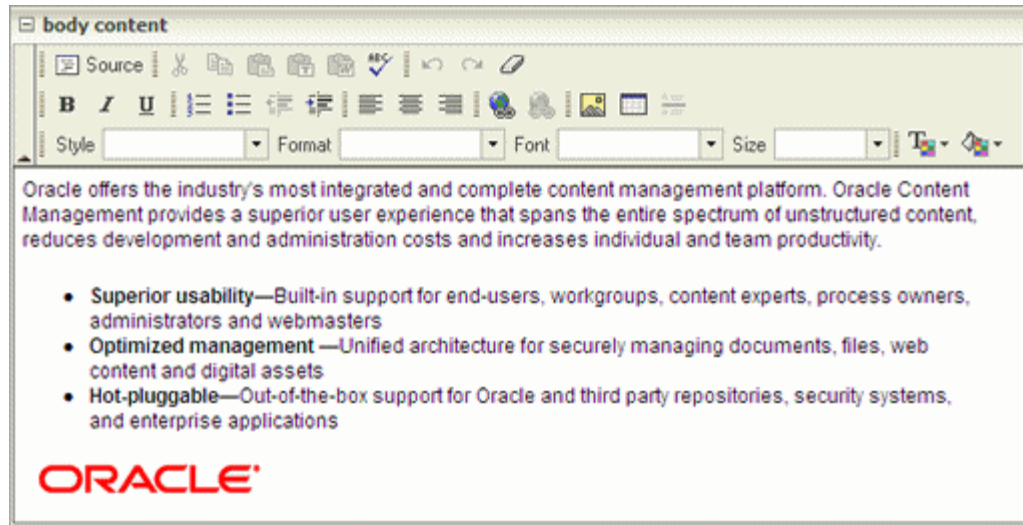 body content
Source ABC
B I U
Style Format Font Size T
Oracle offers the industry's most integrated and complete content management platform. Oracle Content
Management provides a superior user experience that spans the entire spectrum of unstructured content,
reduces development and administration costs and increases individual and team productivity.
• Superior usability—Built-in support for end-users, workgroups, content experts, process owners,
administrators and webmasters
• Optimized management —Unified architecture for securely managing documents, files, web
content and digital assets
• Hot-pluggable—Out-of-the-box support for Oracle and third party repositories, security systems,
and enterprise applications
ORACLE